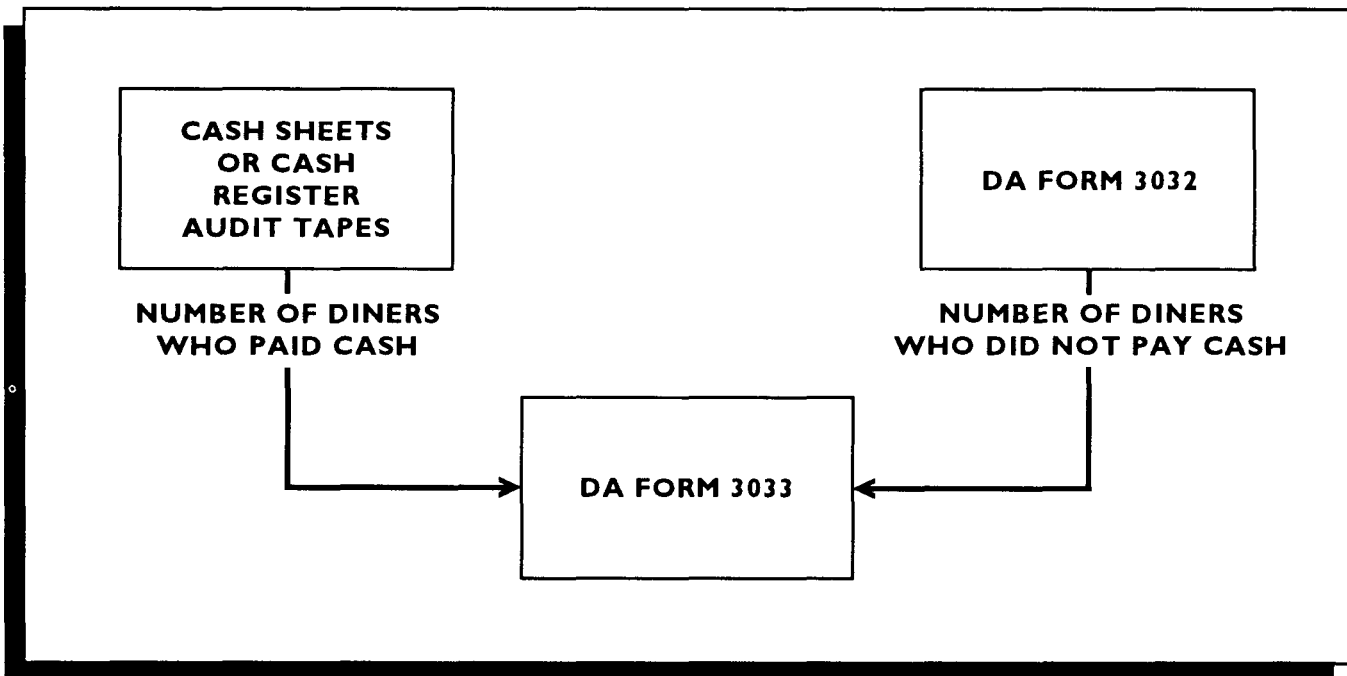 CASH SHEETS
OR CASH
REGISTER
AUDIT TAPES
DA FORM 3032
NUMBER OF DINERS
WHO PAID CASH
NUMBER OF DINERS
WHO DID NOT PAY CASH
DA FORM 3033